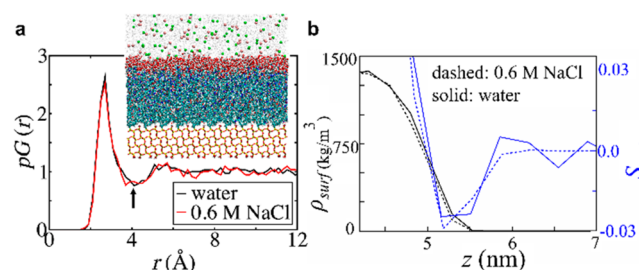 a
3
2
1
0
pG(r)
water
0.6 M NaCl
0 4 8 12
r (Å)
b
1500
750
0
ρsurf (kg/m3)
dashed: 0.6 M NaCl
solid: water
0.03
0.0
-0.03
S
5 6 7
z (nm)